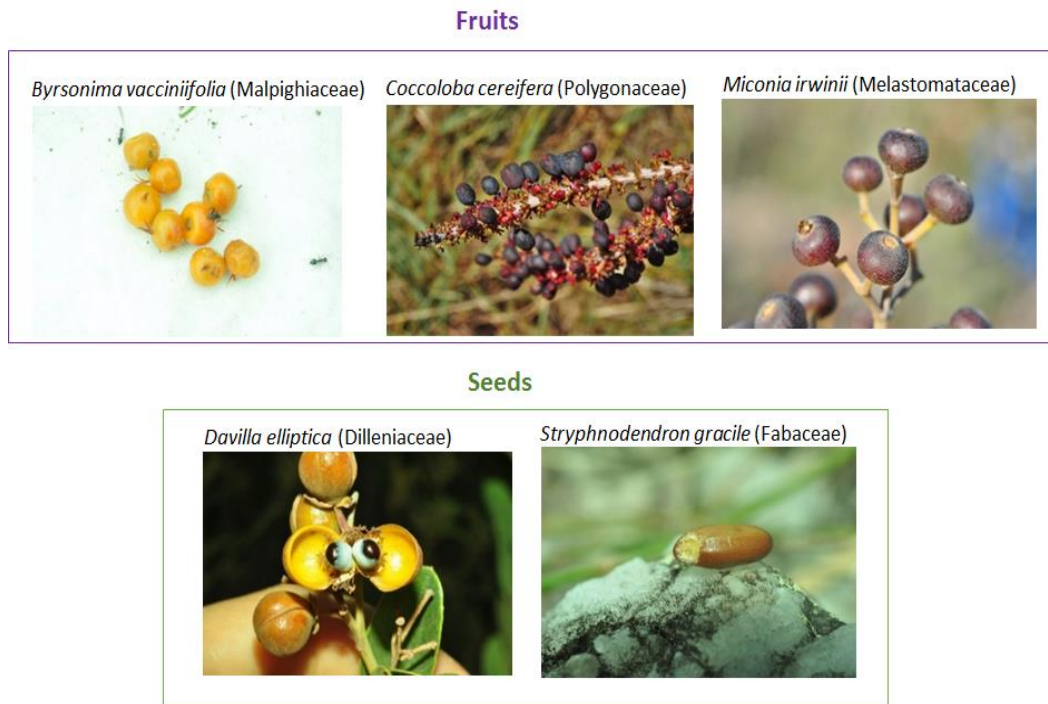 Fruits
Byrsonima vacciniifolia (Malpighiaceae)
Coccoloba cereifera (Polygonaceae)
Miconia irwinii (Melastomataceae)
Seeds
Davilla elliptica (Dilleniaceae)
Stryphnodendron gracile (Fabaceae)